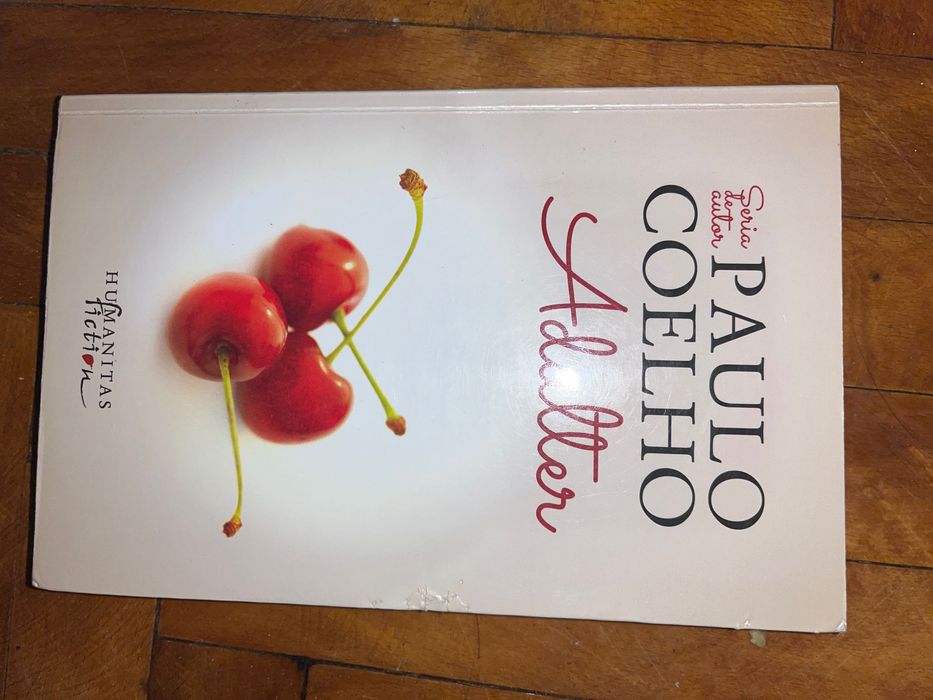 Seria
de
autor
PAULO
COELHO
Adulter
HUMANITAS
fiction